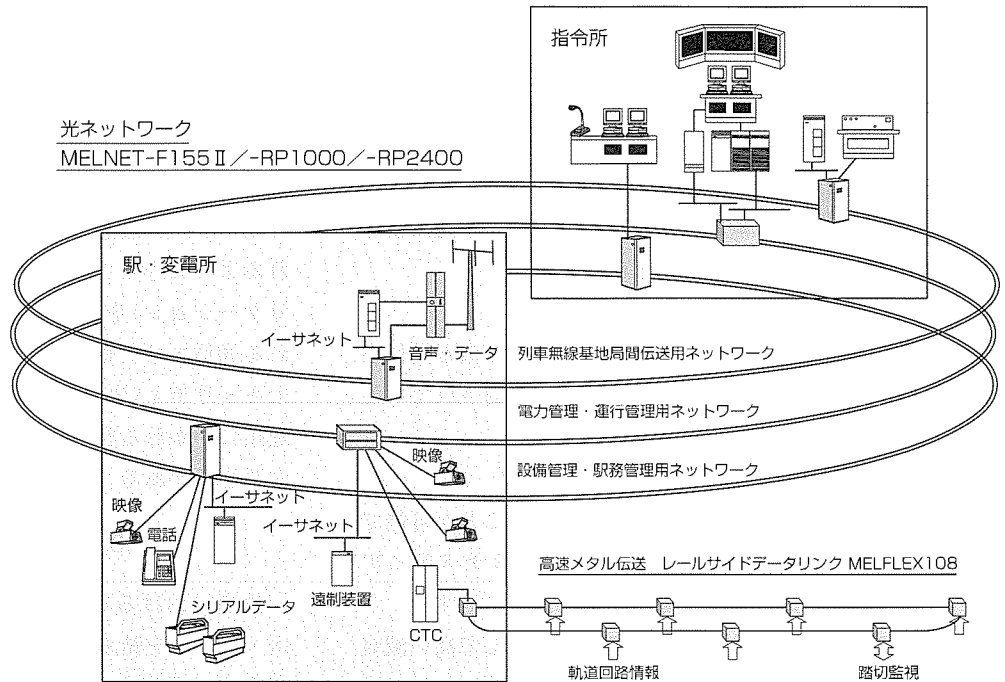 指令所
光ネットワーク
MELNET-F155Ⅱ／-RP1000／-RP2400
駅・変電所
イーサネット
音声・データ
列車無線基地局間伝送用ネットワーク
電力管理・運行管理用ネットワーク
設備管理・駅務管理用ネットワーク
映像
映像
イーサネット
電話
イーサネット
シリアルデータ
遠制装置
CTC
高速メタル伝送　レールサイドデータリンク MELFLEX108
軌道回路情報
踏切監視